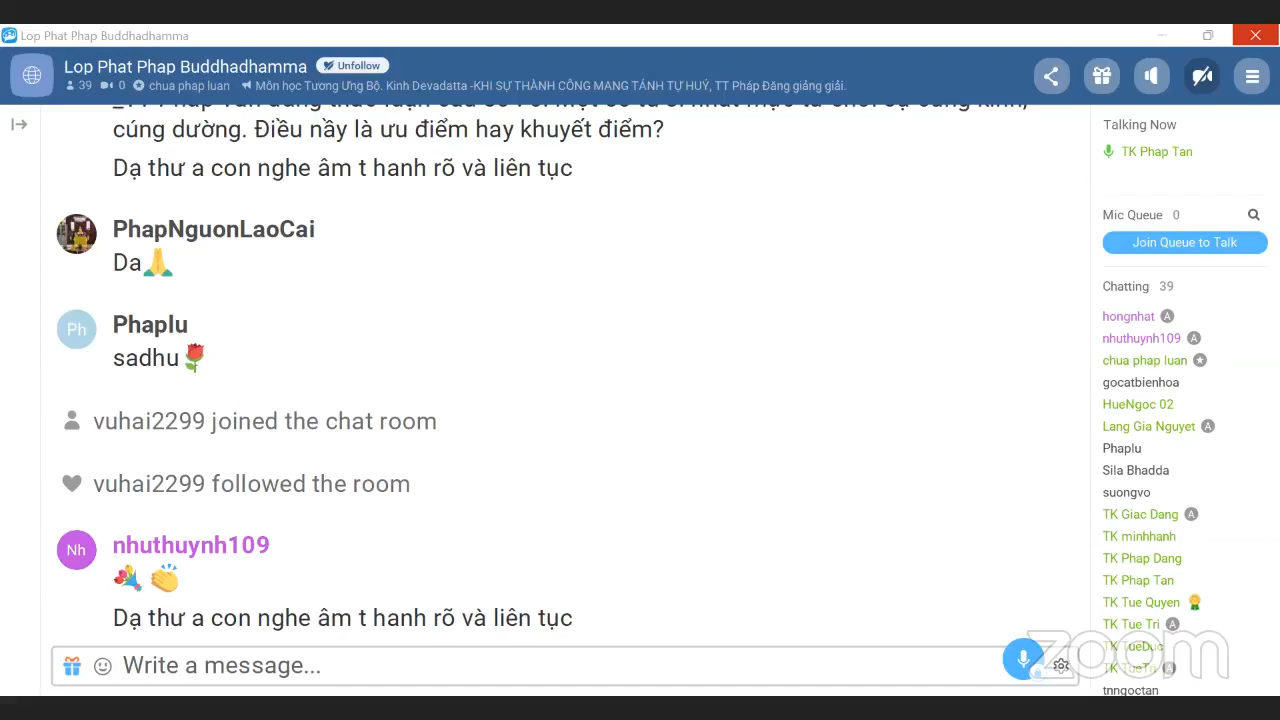 Lop Phat Phap Buddhadhamma
Lop Phat Phap Buddhadhamma Unfollow
39 0 chua phap luan Môn học Tương Ưng Bộ. Kinh Devadatta -KHI SỰ THÀNH CÔNG MANG TÁNH TỰ HUỶ, TT Pháp Đăng giảng giải.
cúng dường. Điều nầy là ưu điểm hay khuyết điểm?
Dạ thư a con nghe âm t hanh rõ và liên tục
PhapNguonLaoCai
Da🙏
Ph
Phaplu
sadhu🌹
vuhai2299 joined the chat room
vuhai2299 followed the room
Nh
nhuthuynh109
💐 👏
Dạ thư a con nghe âm t hanh rõ và liên tục
Write a message...
Talking Now
TK Phap Tan
Mic Queue 0
Join Queue to Talk
Chatting 39
hongnhat A
nhuthuynh109 A
chua phap luan
gocatbienhoa
HueNgoc 02
Lang Gia Nguyet A
Phaplu
Sila Bhadda
suongvo
TK Giac Dang A
TK minhhanh
TK Phap Dang
TK Phap Tan
TK Tue Quyen
TK Tue Tri A
TK TueDuc
zoom
tnngoctan